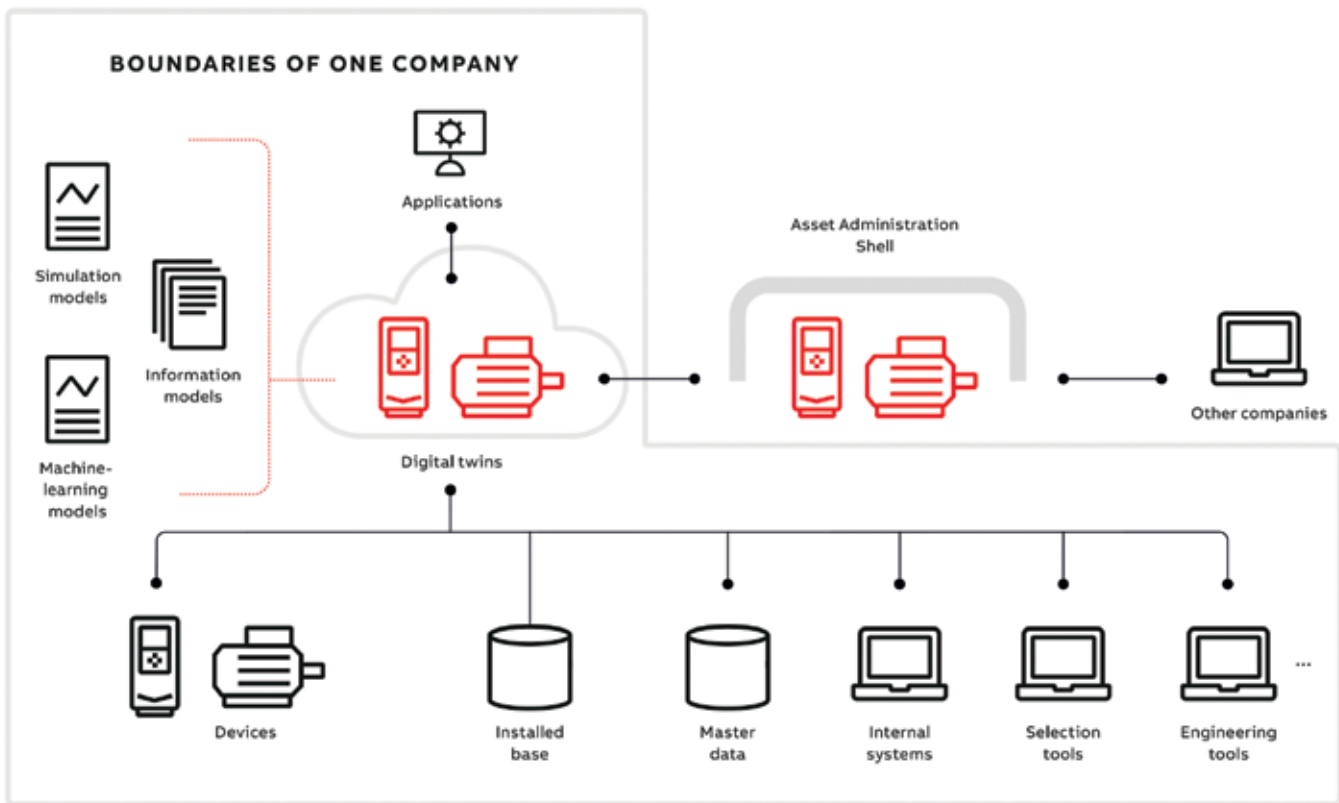 BOUNDARIES OF ONE COMPANY
Applications
Simulation
models
Information
models
Machine-
learning
models
Digital twins
Asset Administration
Shell
Other companies
Devices
Installed
base
Master
data
Internal
systems
Selection
tools
Engineering
tools
...